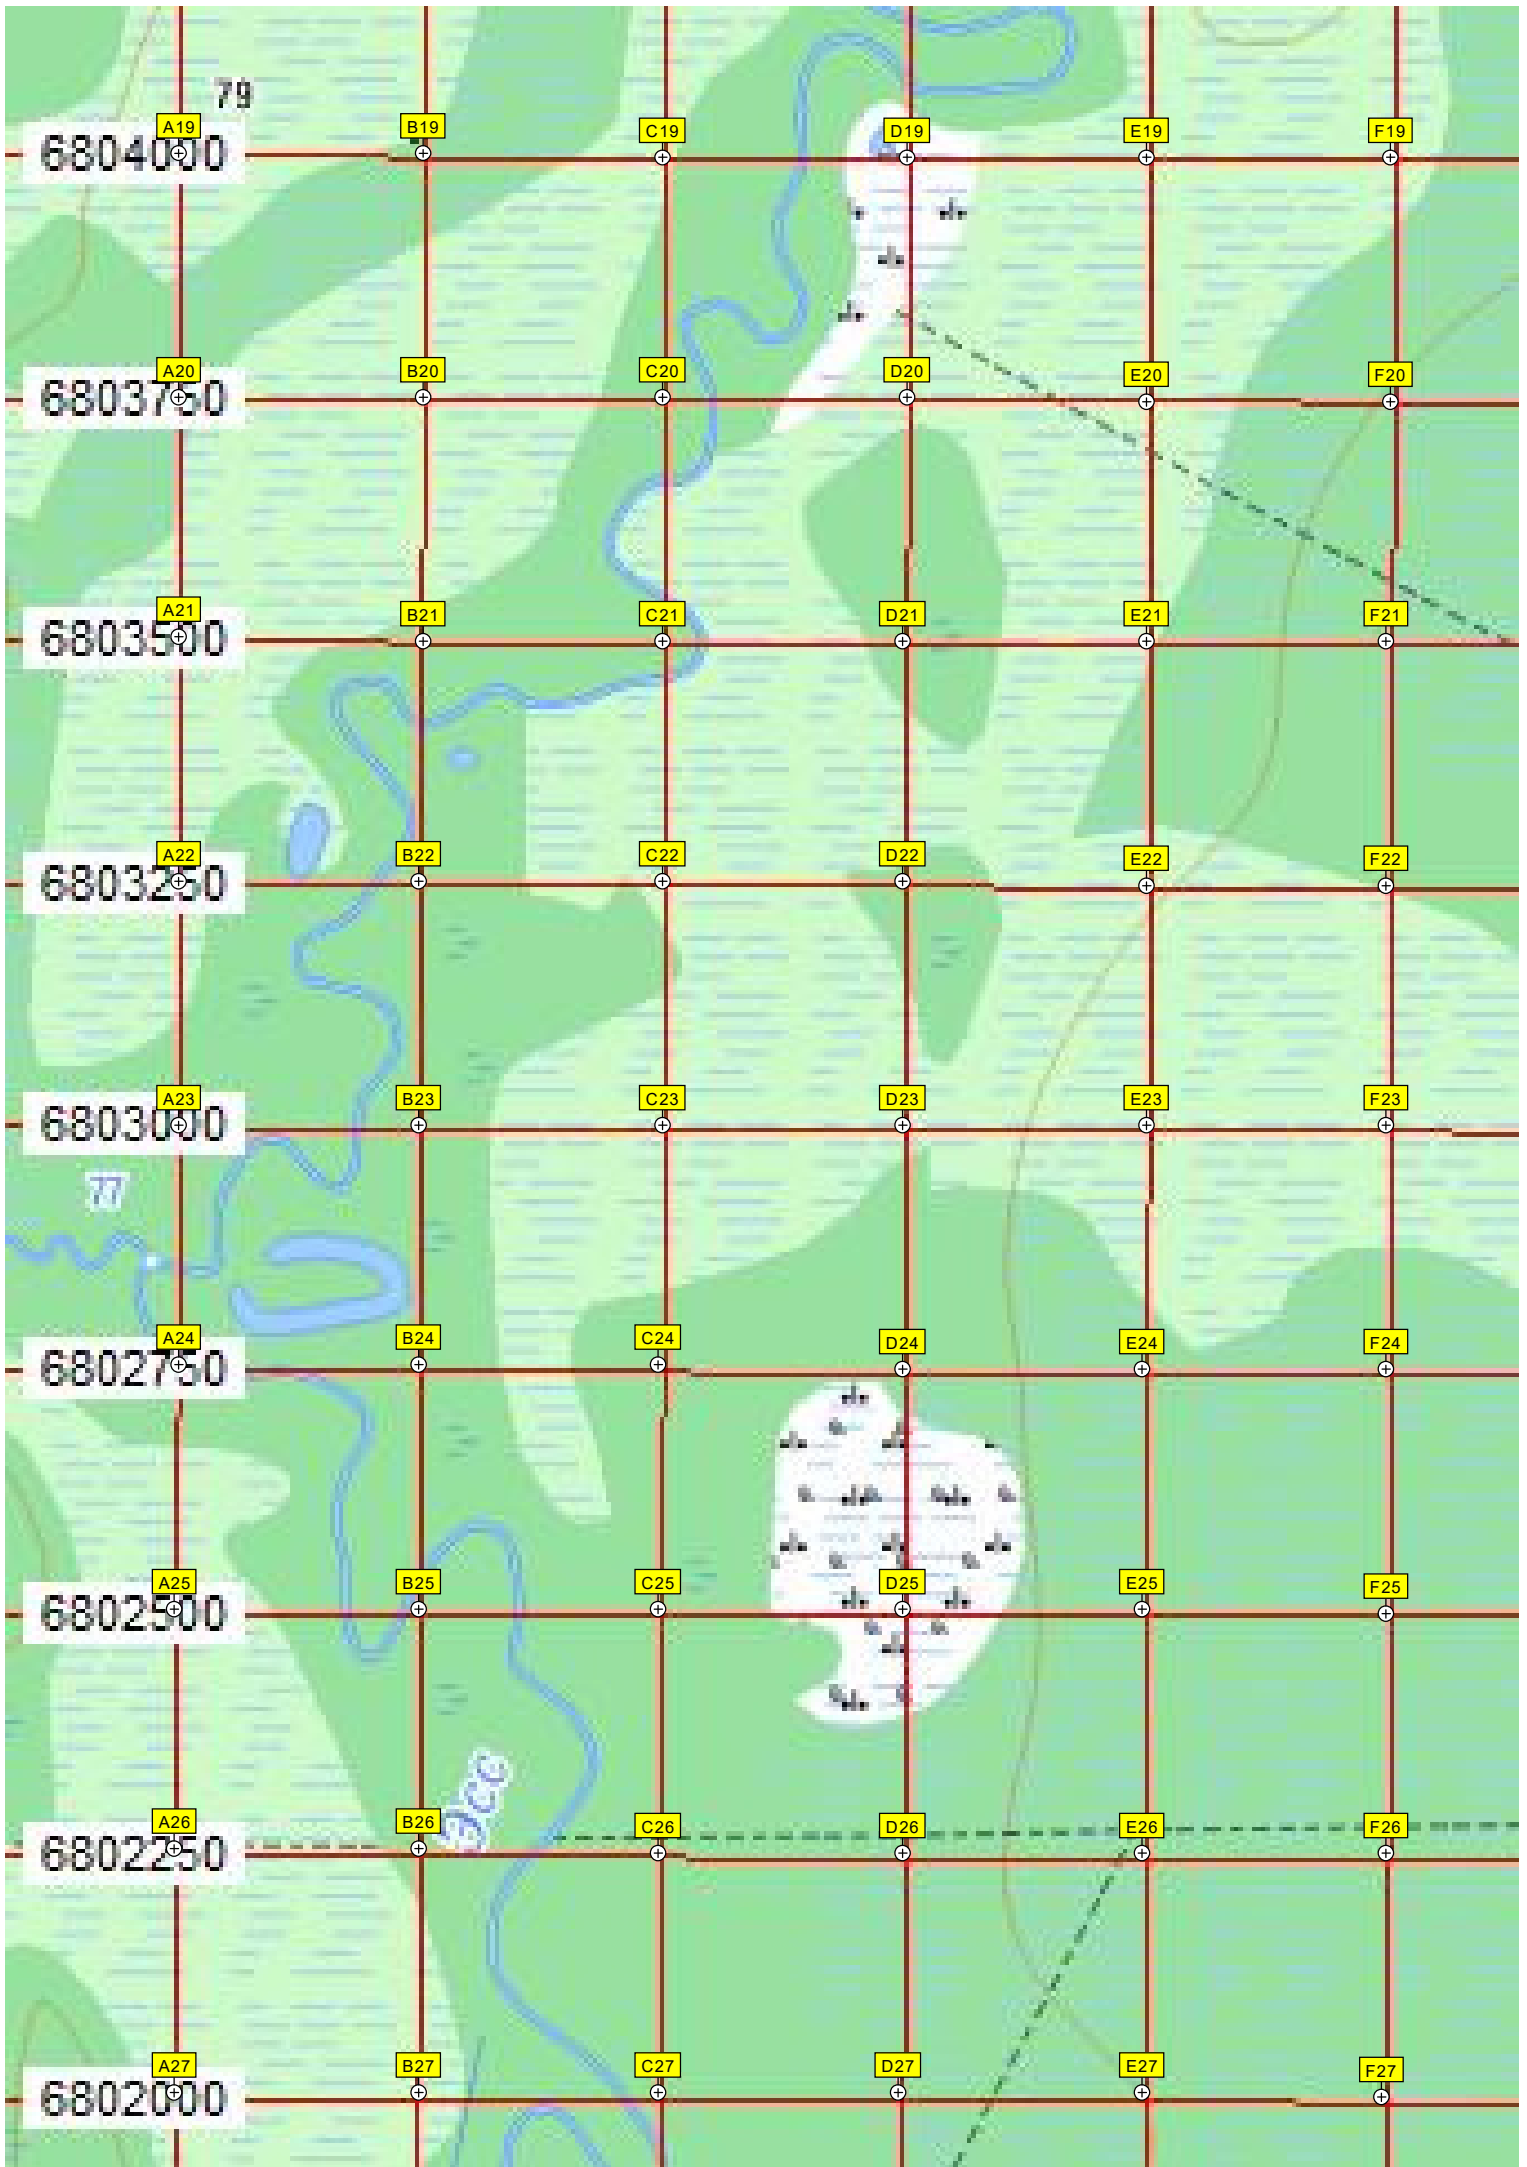 79
A19 B19 C19 D19 E19 F19
6804000
A20 B20 C20 D20 E20 F20
6803750
A21 B21 C21 D21 E21 F21
6803500
A22 B22 C22 D22 E22 F22
6803250
A23 B23 C23 D23 E23 F23
6803000
77
A24 B24 C24 D24 E24 F24
6802750
A25 B25 C25 D25 E25 F25
6802500
Эсс
A26 B26 C26 D26 E26 F26
6802250
A27 B27 C27 D27 E27 F27
6802000